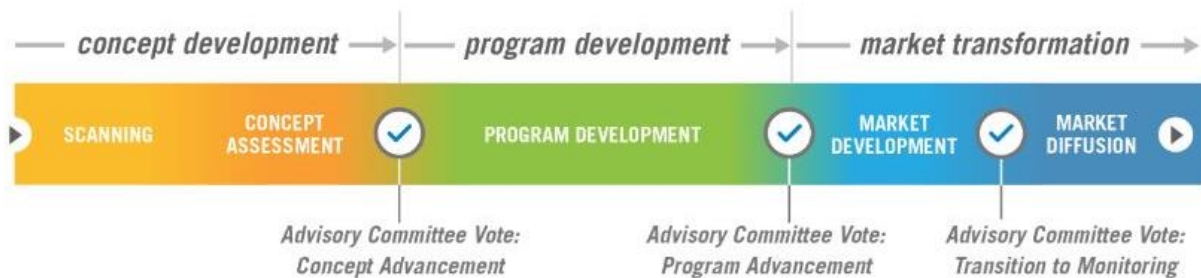 concept development
program development
market transformation
SCANNING
CONCEPT
ASSESSMENT
PROGRAM DEVELOPMENT
MARKET
DEVELOPMENT
MARKET
DIFFUSION
Advisory Committee Vote:
Concept Advancement
Advisory Committee Vote:
Program Advancement
Advisory Committee Vote:
Transition to Monitoring